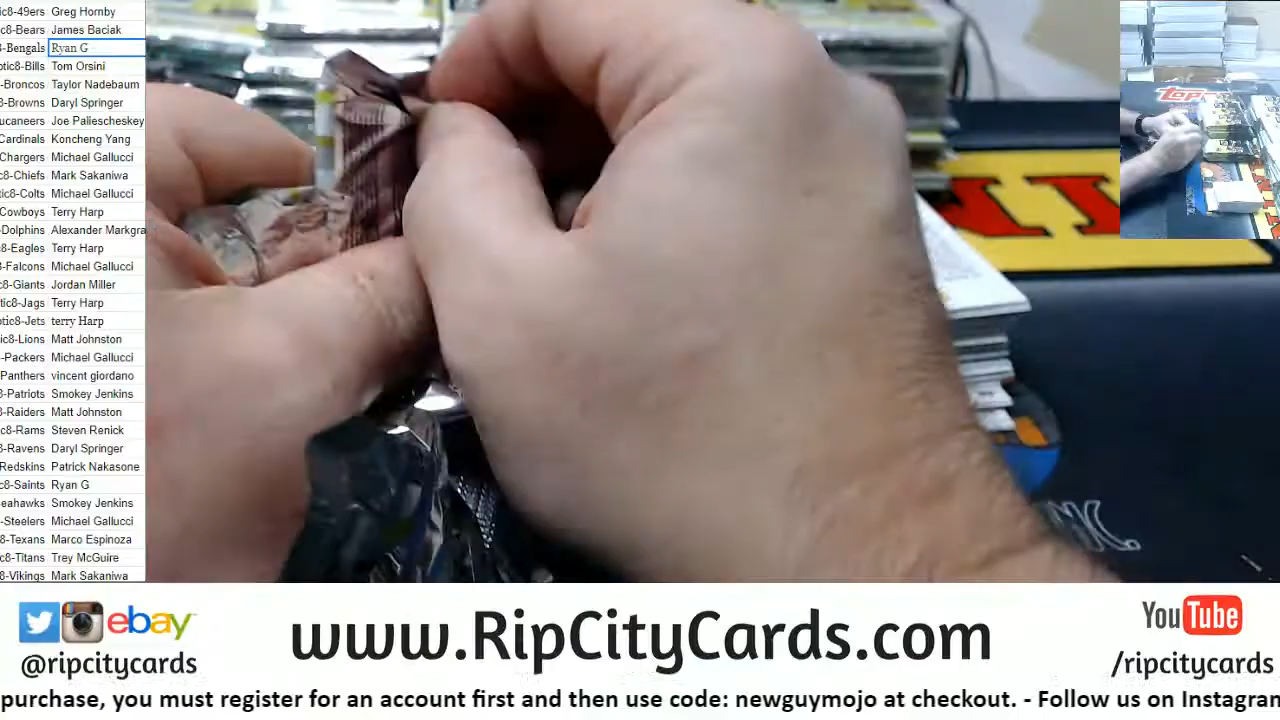 ic8-49ers Greg Hornby
ic8-Bears James Baciak
-Bengals Ryan G
otic8-Bills Tom Orsini
-Broncos Taylor Nadebaum
8-Browns Daryl Springer
ucaneers Joe Paliescheskey
Cardinals Koncheng Yang
Chargers Michael Gallucci
8-Chiefs Mark Sakaniwa
tic8-Colts Michael Gallucci
Cowboys Terry Harp
-Dolphins Alexander Markgra
8-Eagles Terry Harp
-Falcons Michael Gallucci
c8-Giants Jordan Miller
tic8-Jags Terry Harp
otic8-Jets terry Harp
ic8-Lions Matt Johnston
-Packers Michael Gallucci
-Panthers vincent giordano
-Patriots Smokey Jenkins
8-Raiders Matt Johnston
c8-Rams Steven Renick
-Ravens Daryl Springer
Redskins Patrick Nakasone
c8-Saints Ryan G
eahawks Smokey Jenkins
-Steelers Michael Gallucci
8-Texans Marco Espinoza
c8-Titans Trey McGuire
8-Vikings Mark Sakaniwa
Topp
ebay
@ripcitycards
www.RipCityCards.com
YouTube
/ripcitycards
purchase, you must register for an account first and then use code: newguymojo at checkout. - Follow us on Instagran